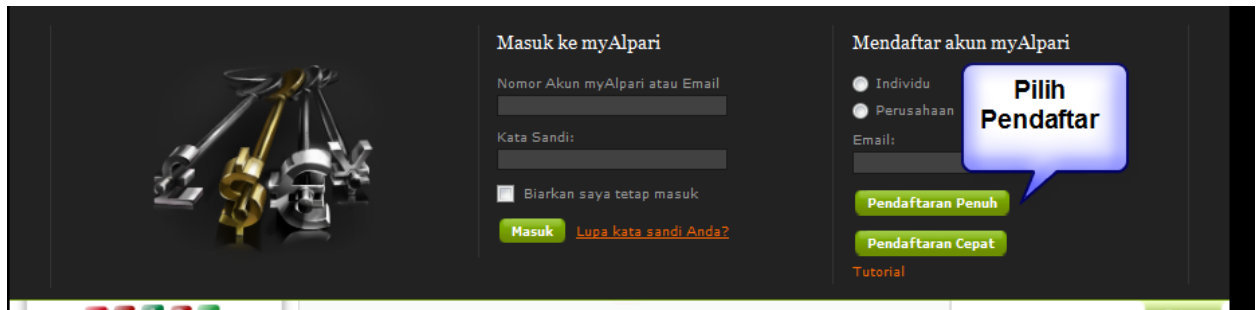 Masuk ke myAlpari
Nomor Akun myAlpari atau Email
Kata Sandi:
Biarkan saya tetap masuk
Masuk
Lupa kata sandi Anda?
Mendaftar akun myAlpari
Individu
Perusahaan
Email:
Pilih
Pendaftar
Pendaftaran Penuh
Pendaftaran Cepat
Tutorial